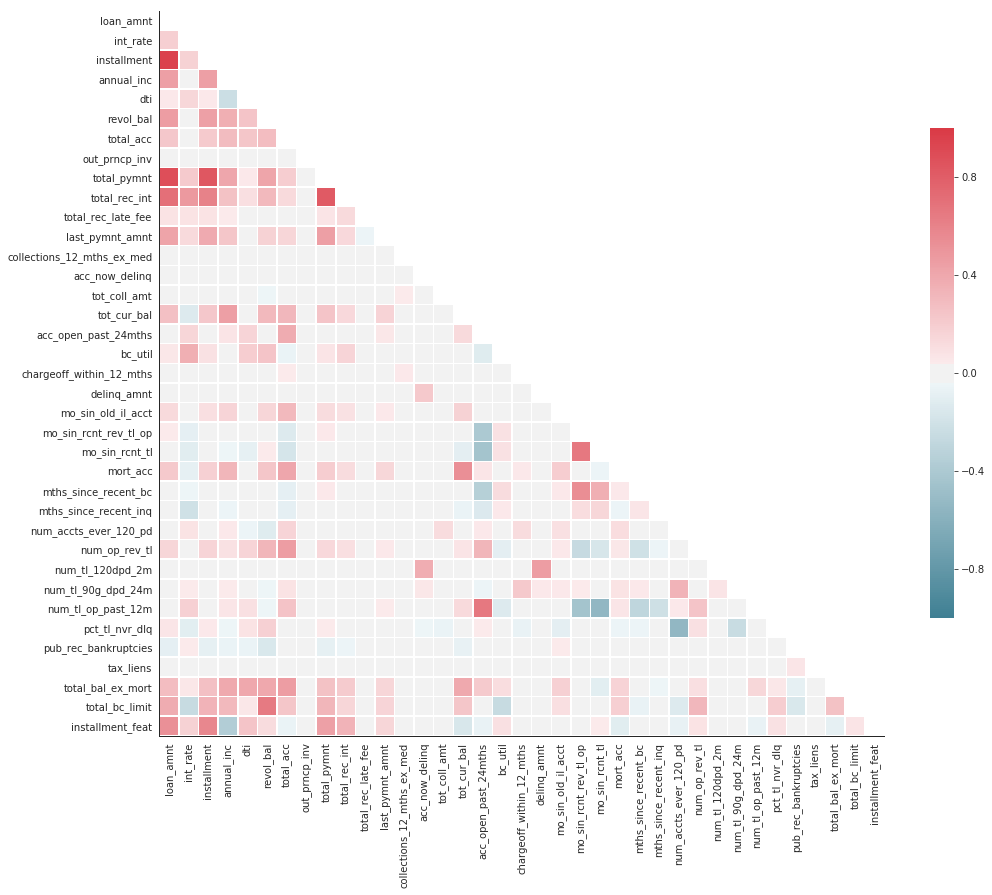 loan_amnt
int_rate
installment
annual_inc
dti
revol_bal
total_acc
out_prncp_inv
total_pymnt
total_rec_int
total_rec_late_fee
last_pymnt_amnt
collections_12_mths_ex_med
acc_now_delinq
tot_coll_amt
tot_cur_bal
acc_open_past_24mths
bc_util
chargeoff_within_12_mths
delinq_amnt
mo_sin_old_il_acct
mo_sin_rcnt_rev_tl_op
mo_sin_rcnt_tl
mort_acc
mths_since_recent_bc
mths_since_recent_inq
num_accts_ever_120_pd
num_op_rev_tl
num_tl_120dpd_2m
num_tl_90g_dpd_24m
num_tl_op_past_12m
pct_tl_nvr_dlq
pub_rec_bankruptcies
tax_liens
total_bal_ex_mort
total_bc_limit
installment_feat
loan_amnt
int_rate
installment
annual_inc
dti
revol_bal
total_acc
out_prncp_inv
total_pymnt
total_rec_int
total_rec_late_fee
last_pymnt_amnt
collections_12_mths_ex_med
acc_now_delinq
tot_coll_amt
tot_cur_bal
acc_open_past_24mths
bc_util
chargeoff_within_12_mths
delinq_amnt
mo_sin_old_il_acct
mo_sin_rcnt_rev_tl_op
mo_sin_rcnt_tl
mort_acc
mths_since_recent_bc
mths_since_recent_inq
num_accts_ever_120_pd
num_op_rev_tl
num_tl_120dpd_2m
num_tl_90g_dpd_24m
num_tl_op_past_12m
pct_tl_nvr_dlq
pub_rec_bankruptcies
tax_liens
total_bal_ex_mort
total_bc_limit
installment_feat
0.8
0.4
0.0
−0.4
−0.8